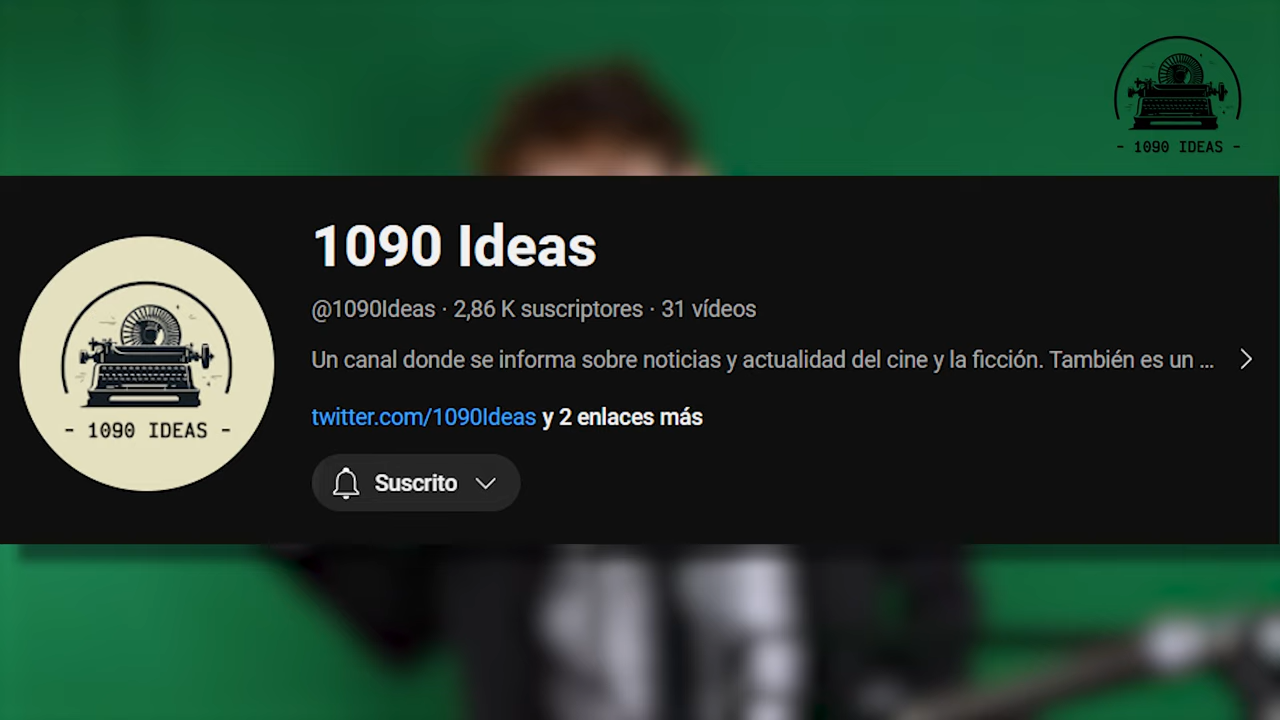 - 1090 IDEAS -
1090 Ideas
@1090Ideas · 2,86 K suscriptores · 31 vídeos
Un canal donde se informa sobre noticias y actualidad del cine y la ficción. También es un ...
- 1090 IDEAS -
twitter.com/1090Ideas y 2 enlaces más
Suscrito